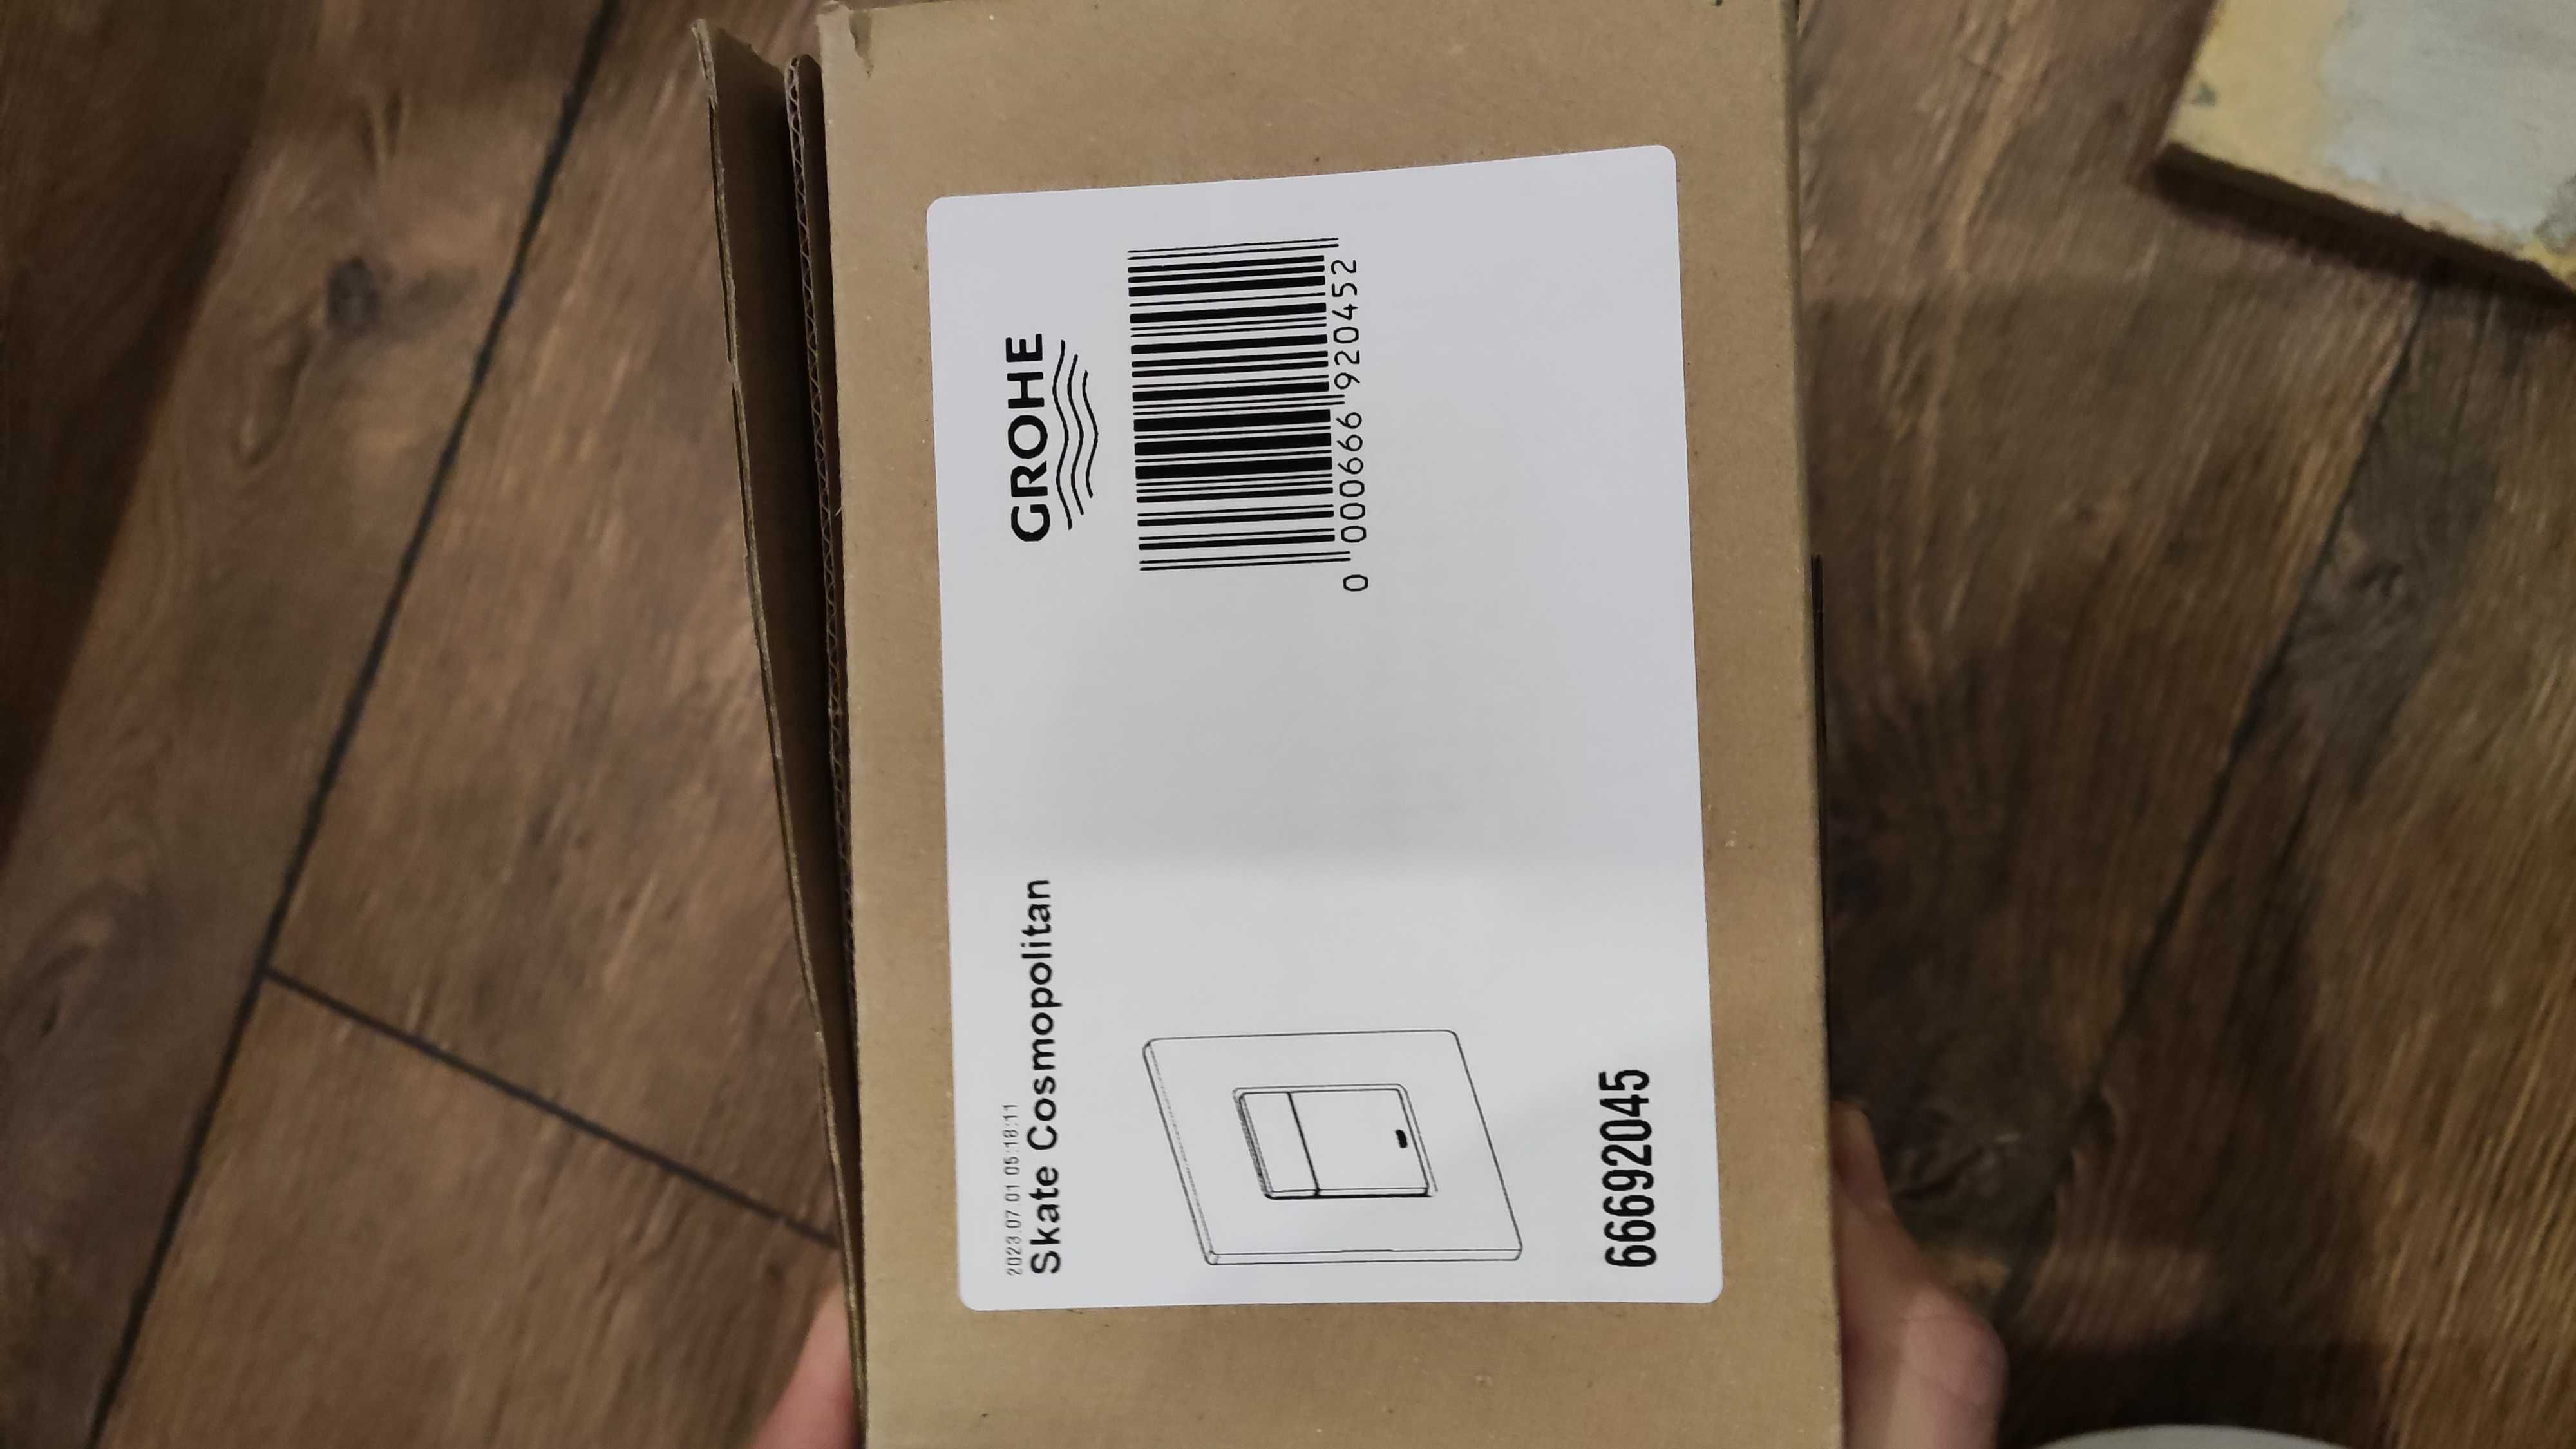 2023 07 01 05:18:11
Skate Cosmopolitan
GROHE
0 000666 920452
66692045